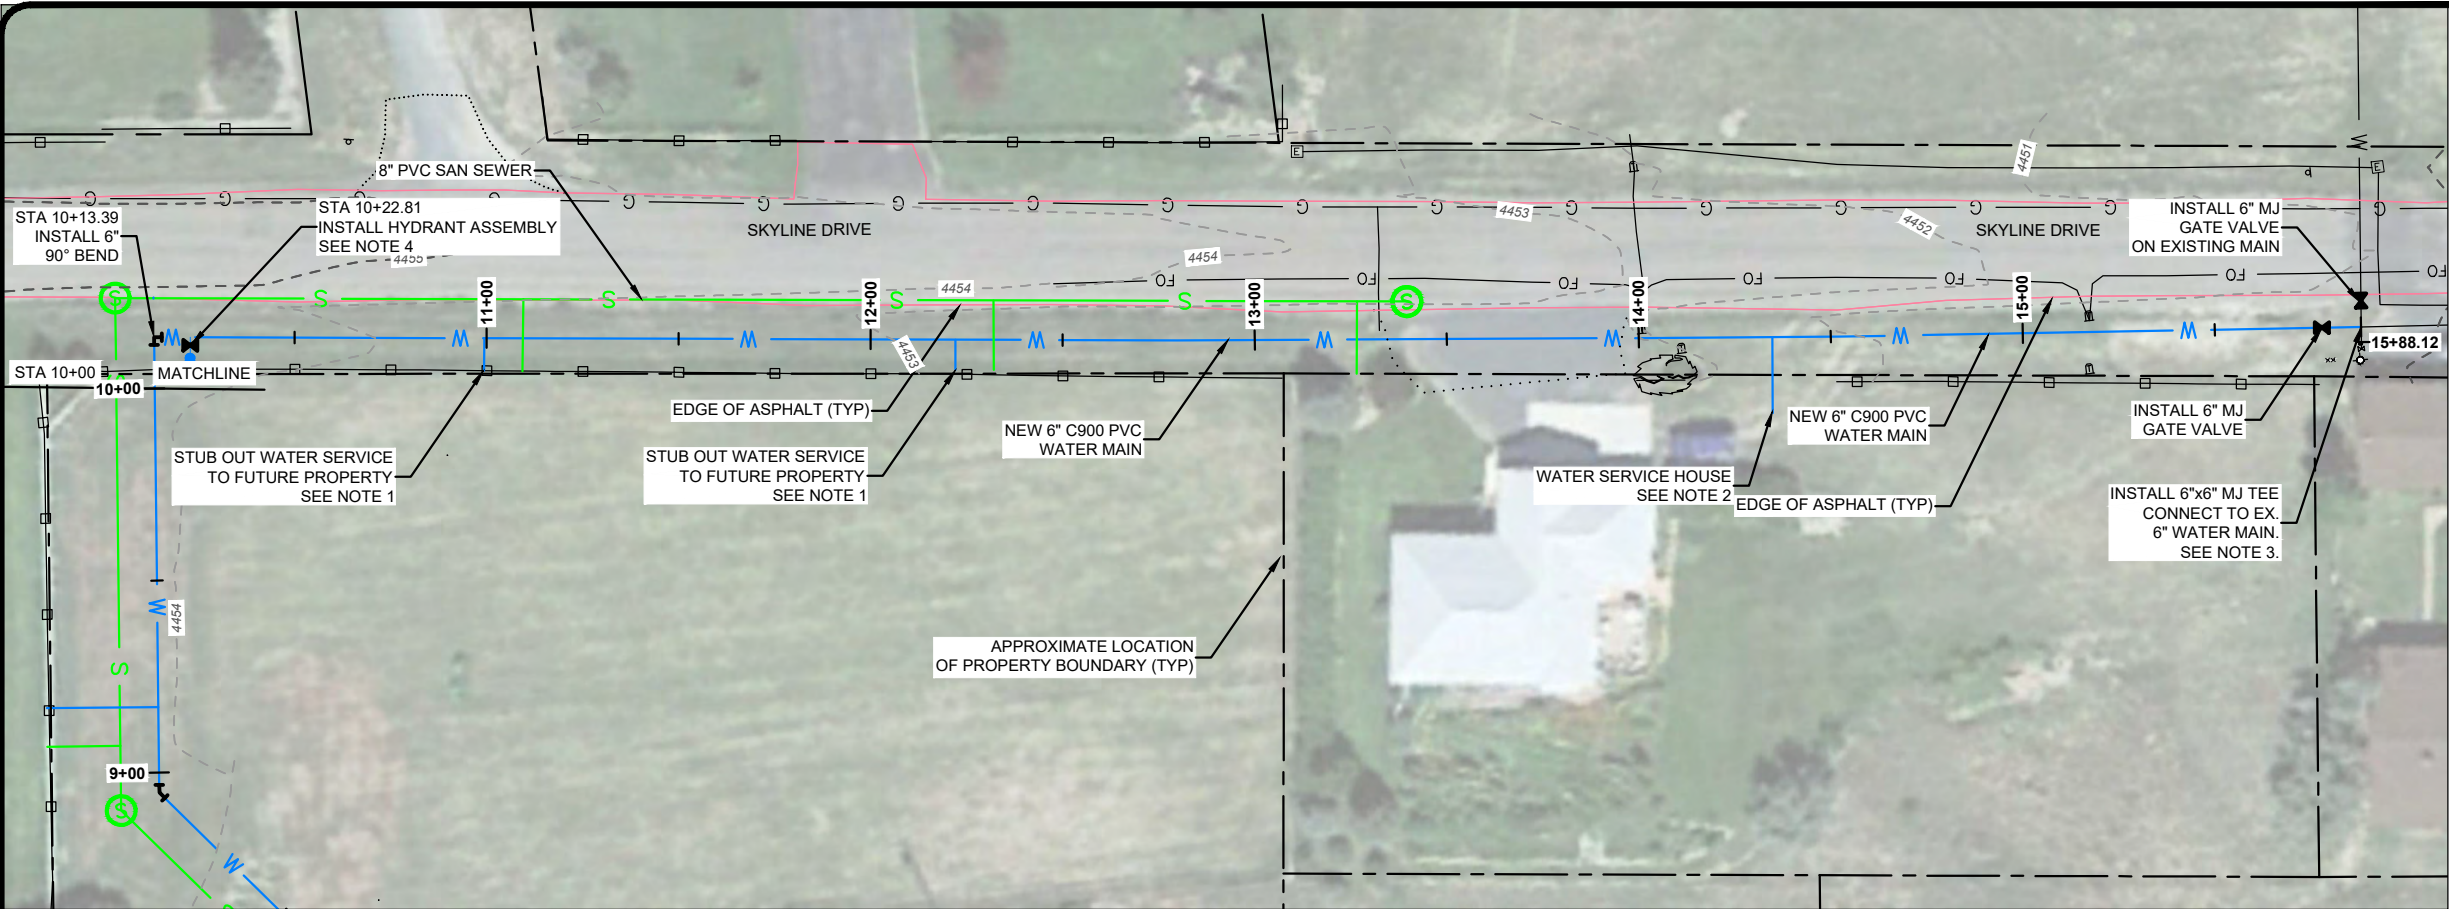 8" PVC SAN SEWER
STA 10+13.39
INSTALL 6"
90° BEND
STA 10+22.81
INSTALL HYDRANT ASSEMBLY
SEE NOTE 4
4455
SKYLINE DRIVE
4454
4454
4453
4453
4452
4451
SKYLINE DRIVE
INSTALL 6" MJ
GATE VALVE
ON EXISTING MAIN
G G G G G G G G G G G G G G G G G G
FO FO FO FO FO FO FO
E
E
W
S S S S S S
W W W W W W W W
11+00
12+00
13+00
14+00
15+00
15+88.12
STA 10+00
MATCHLINE
10+00
4453
EDGE OF ASPHALT (TYP)
STUB OUT WATER SERVICE
TO FUTURE PROPERTY
SEE NOTE 1
STUB OUT WATER SERVICE
TO FUTURE PROPERTY
SEE NOTE 1
NEW 6" C900 PVC
WATER MAIN
WATER SERVICE HOUSE
SEE NOTE 2
NEW 6" C900 PVC
WATER MAIN
EDGE OF ASPHALT (TYP)
INSTALL 6" MJ
GATE VALVE
INSTALL 6"x6" MJ TEE
CONNECT TO EX.
6" WATER MAIN.
SEE NOTE 3.
APPROXIMATE LOCATION
OF PROPERTY BOUNDARY (TYP)
W
4454
S
9+00
S
W
S